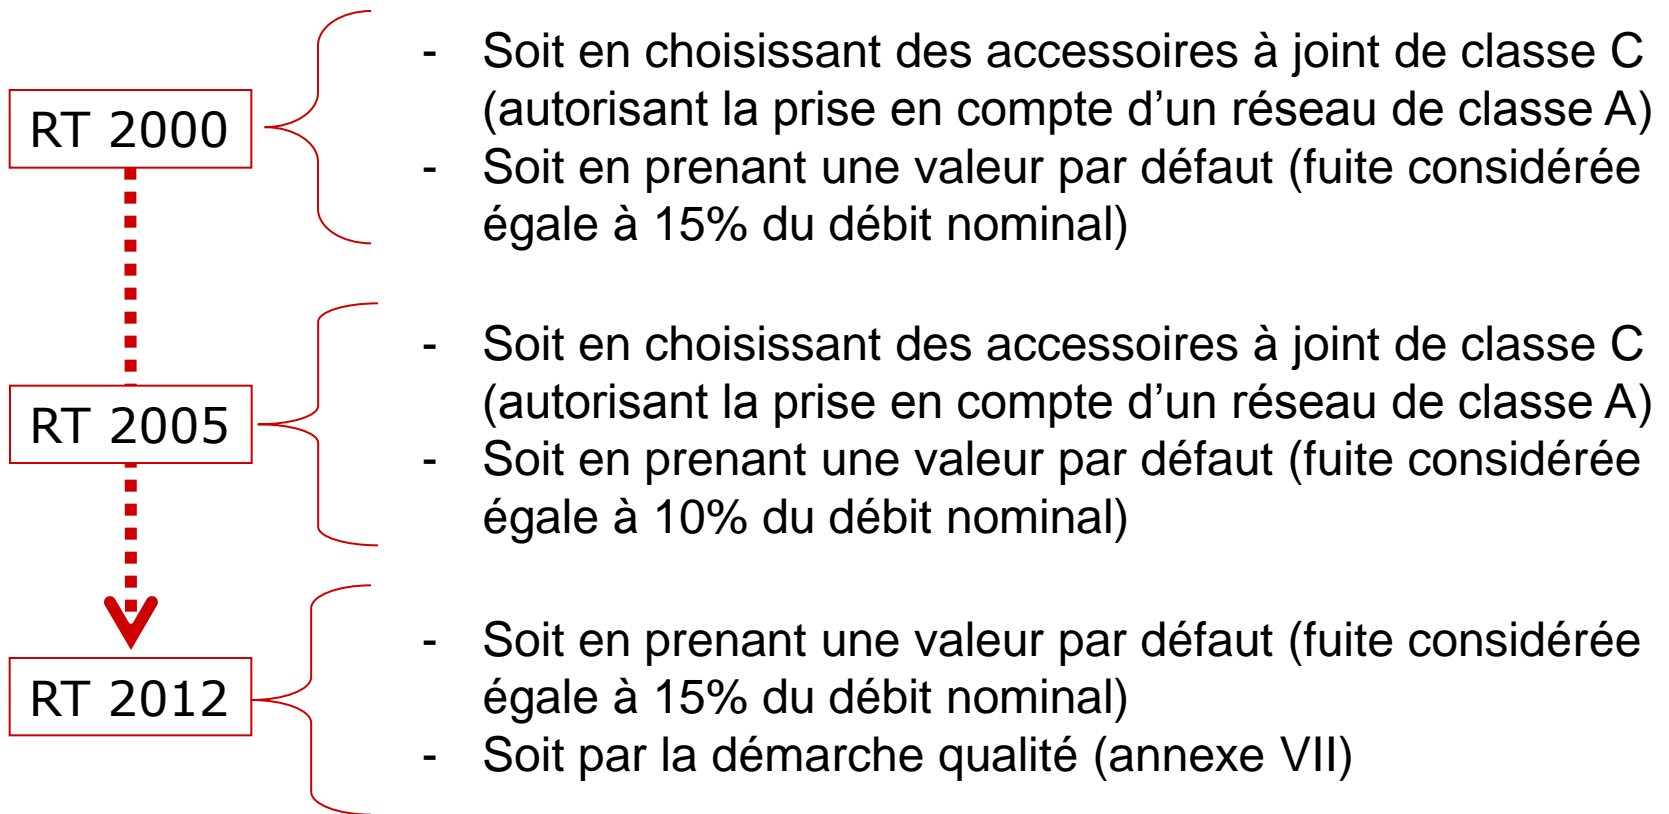 RT 2000
- Soit en choisissant des accessoires à joint de classe C
(autorisant la prise en compte d’un réseau de classe A)
- Soit en prenant une valeur par défaut (fuite considérée
égale à 15% du débit nominal)
RT 2005
- Soit en choisissant des accessoires à joint de classe C
(autorisant la prise en compte d’un réseau de classe A)
- Soit en prenant une valeur par défaut (fuite considérée
égale à 10% du débit nominal)
RT 2012
- Soit en prenant une valeur par défaut (fuite considérée
égale à 15% du débit nominal)
- Soit par la démarche qualité (annexe VII)